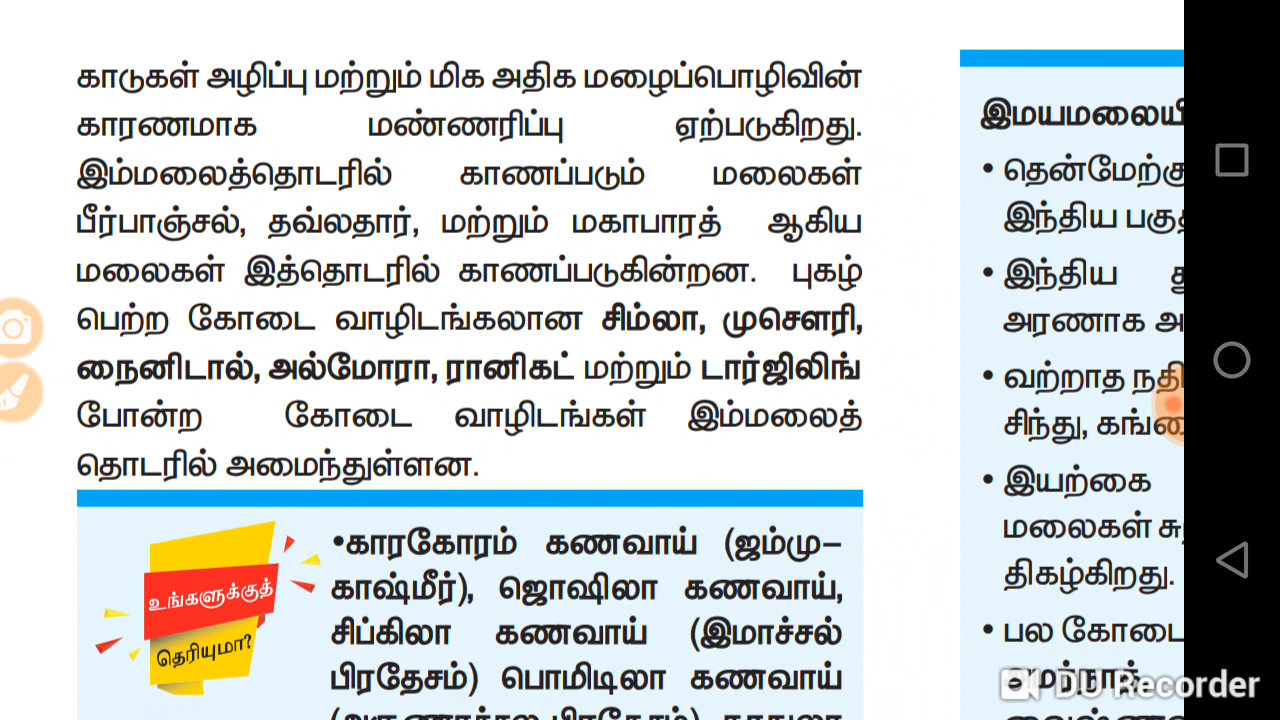 காடுகள் அழிப்பு மற்றும் மிக அதிக மழைப்பொழிவின்
காரணமாக மண்ணரிப்பு ஏற்படுகிறது.
இம்மலைத்தொடரில் காணப்படும் மலைகள்
பீர்பாஞ்சல், தவ்லதார், மற்றும் மகாபாரத் ஆகிய
மலைகள் இத்தொடரில் காணப்படுகின்றன. புகழ்
பெற்ற கோடை வாழிடங்கலான சிம்லா, முசௌரி,
நைனிடால், அல்மோரா, ரானிகட் மற்றும் டார்ஜிலிங்
போன்ற கோடை வாழிடங்கள் இம்மலைத்
தொடரில் அமைந்துள்ளன.
உங்களுக்குத்
தெரியுமா?
•காரகோரம் கணவாய் (ஜம்மு–
காஷ்மீர்), ஜொஷிலா கணவாய்,
சிப்கிலா கணவாய் (இமாச்சல்
பிரதேசம்) பொமிடிலா கணவாய்
இமயமலையி
• தென்மேற்கு
இந்திய பகுத
• இந்திய
அரணாக அ
• வற்றாத நதி
சிந்து, கங்
• இயற்கை
மலைகள் சு
திகழ்கிறது.
• பல கோடை
DU Recorder